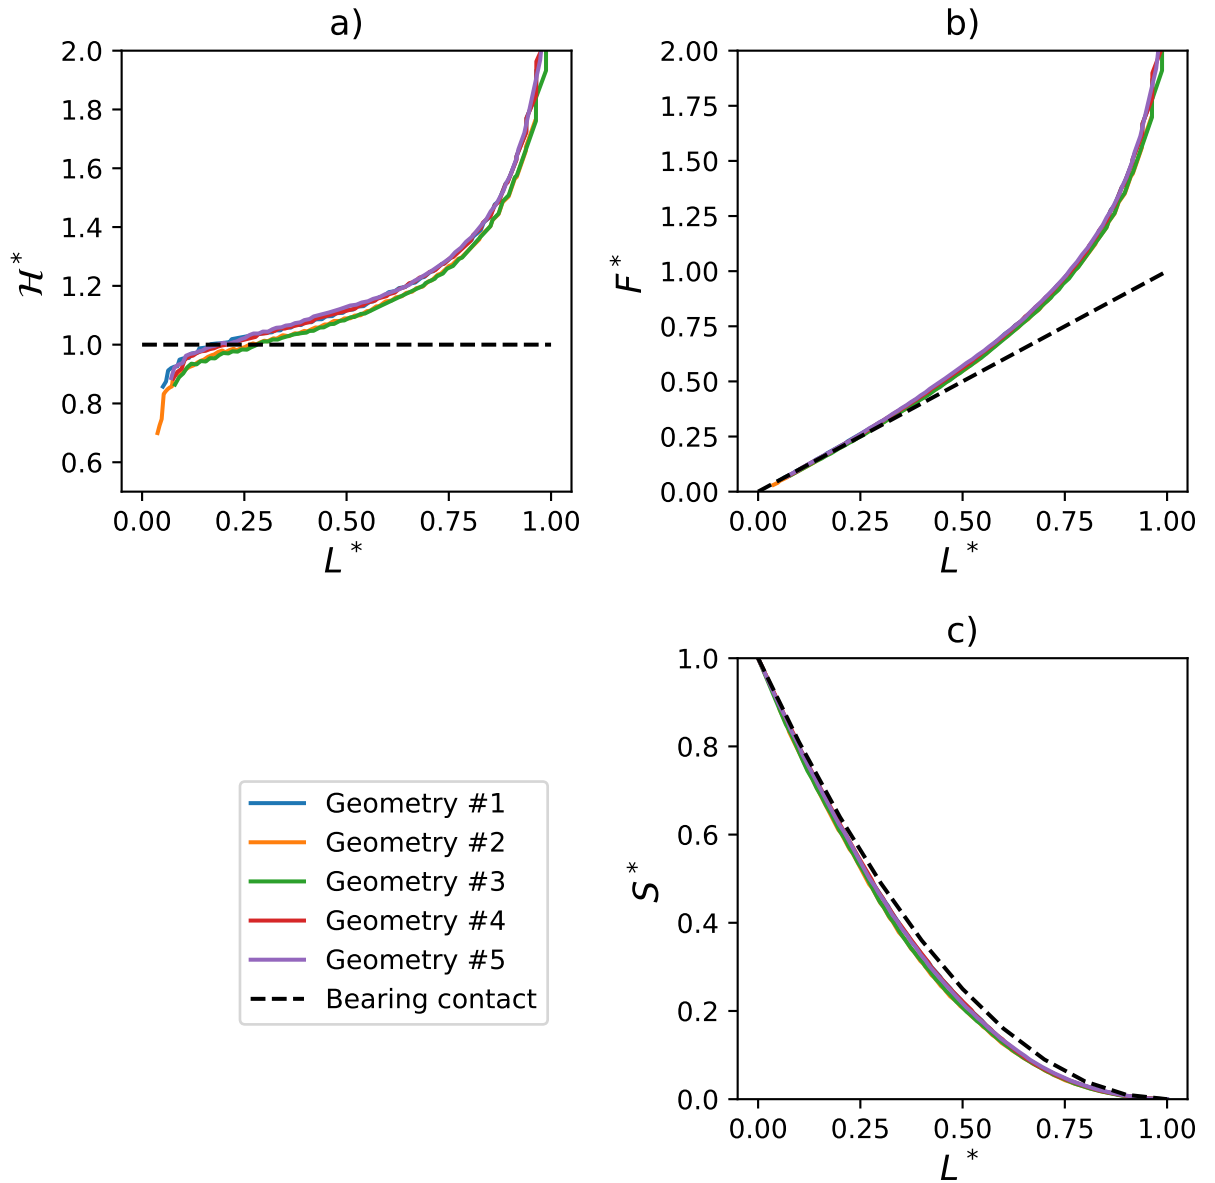 a)
2.0
1.8
1.6
1.4
1.2
1.0
0.8
0.6
ℋ*
0.00 0.25 0.50 0.75 1.00
L*
b)
2.00
1.75
1.50
1.25
1.00
0.75
0.50
0.25
0.00
F*
0.00 0.25 0.50 0.75 1.00
L*
Geometry #1
Geometry #2
Geometry #3
Geometry #4
Geometry #5
Bearing contact
c)
1.0
0.8
0.6
0.4
0.2
0.0
S*
0.00 0.25 0.50 0.75 1.00
L*